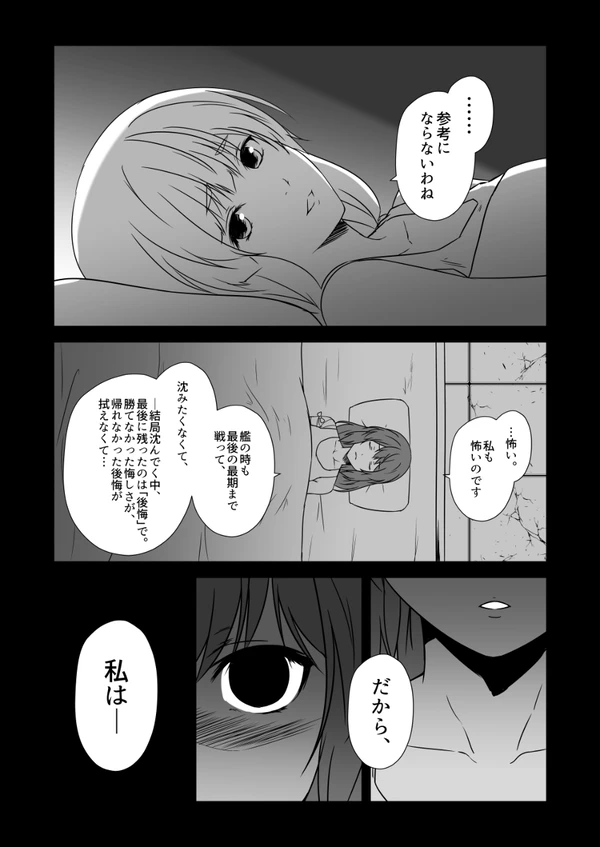 ……
参考に
ならないわね
…怖い。
私も
怖いのです
艦の時も
最後の最期まで
戦って、
沈みたくなくて、
―結局沈んでく中、
最後に残ったのは「後悔」で。
勝てなかった悔しさが、
帰れなかった後悔が
拭えなくて…
だから、
私は―